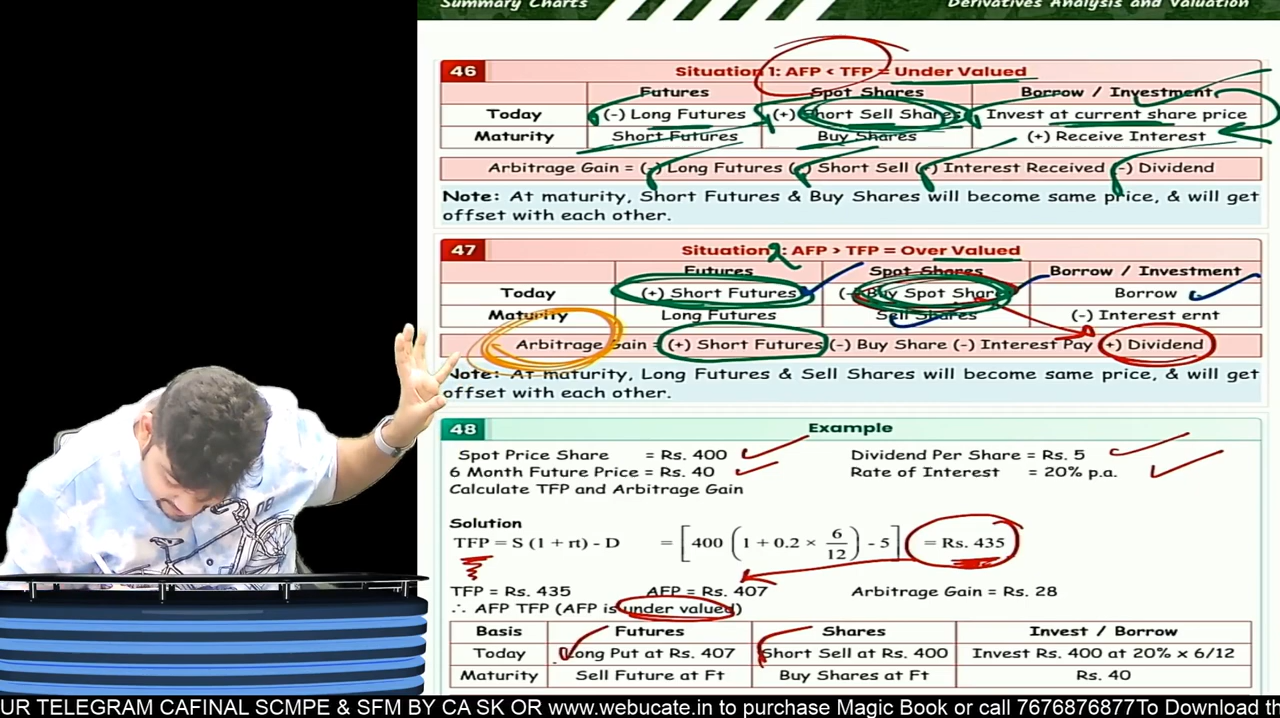 Summary Charts
Derivatives Analysis and Valuation
46 Situation 1: AFP < TFP = Under Valued
Futures Spot Shares Borrow / Investment
Today (-) Long Futures (+) Short Sell Shares Invest at current share price
Maturity Short Futures Buy Shares (+) Receive Interest
Arbitrage Gain = (-) Long Futures Short Sell Interest Received (-) Dividend
Note: At maturity, Short Futures & Buy Shares will become same price, & will get
offset with each other.
47 Situation 2: AFP > TFP = Over Valued
Futures Spot Shares Borrow / Investment
Today (+) Short Futures (-) Buy Spot Share Borrow
Maturity Long Futures Sell Shares (-) Interest ernt
Arbitrage Gain = (+) Short Futures (-) Buy Share (-) Interest Pay (+) Dividend
Note: At maturity, Long Futures & Sell Shares will become same price, & will get
offset with each other.
48 Example
Spot Price Share = Rs. 400 Dividend Per Share = Rs. 5
6 Month Future Price = Rs. 40 Rate of Interest = 20% p.a.
Calculate TFP and Arbitrage Gain
Solution
TFP = S (1 + rt) - D = [400 (1 + 0.2 × 6/12) - 5] = Rs. 435
TFP = Rs. 435 AFP = Rs. 407 Arbitrage Gain = Rs. 28
∴ AFP TFP (AFP is under valued)
Basis Futures Shares Invest / Borrow
Today Long Put at Rs. 407 Short Sell at Rs. 400 Invest Rs. 400 at 20% x 6/12
Maturity Sell Future at Ft Buy Shares at Ft Rs. 40
UR TELEGRAM CAFINAL SCMPE & SFM BY CA SK OR www.webucate.in to purchase Magic Book or call 7676876877To Download th